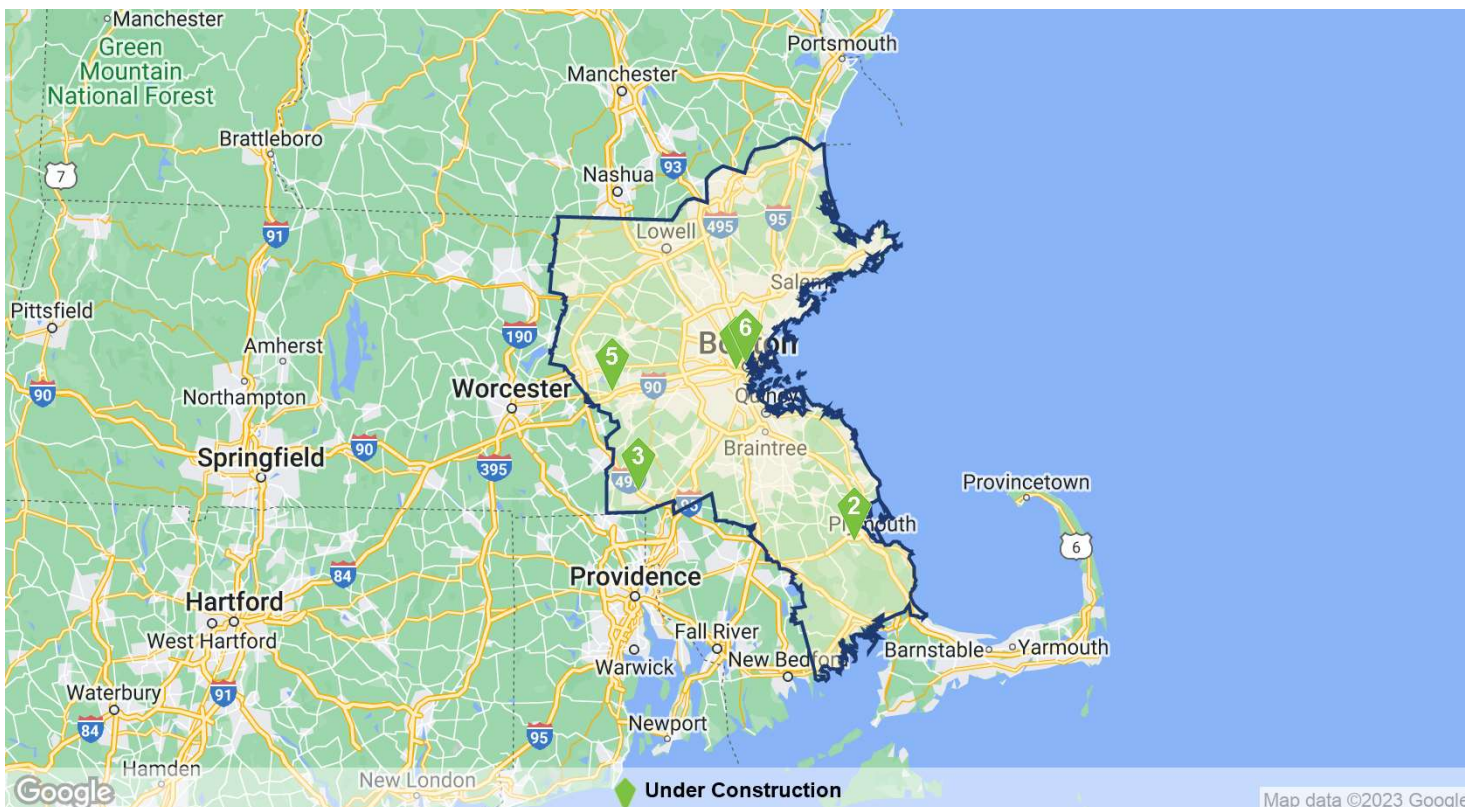 Manchester
Green
Mountain
National Forest
Portsmouth
Manchester
Brattleboro
93
7
Nashua
91
495
95
Lowell
Salem
Pittsfield
190
6
Amherst
5
Worcester
90
90
Northampton
Quincy
Braintree
90
Springfield
395
3
Provincetown
95
2
Plymouth
6
84
Providence
Hartford
West Hartford
Fall River
Warwick
New Bedford
Barnstable
Yarmouth
Waterbury
91
84
Newport
95
Hamden
New London
Google
Under Construction
Map data ©2023 Google